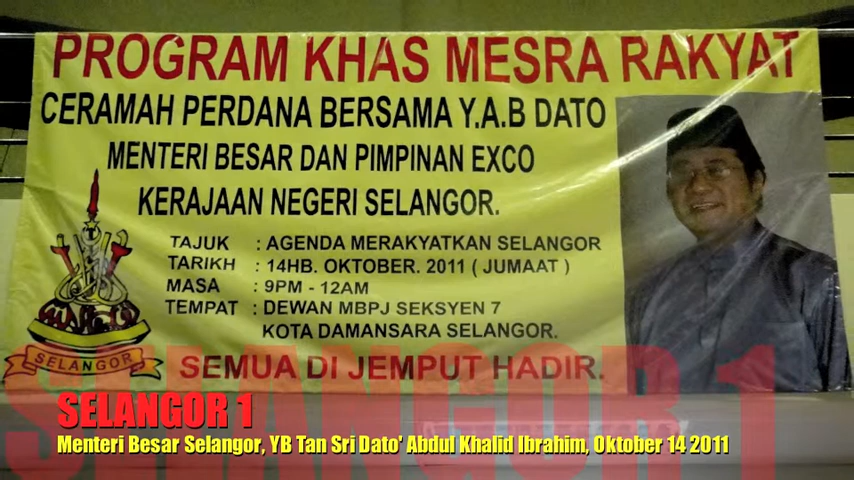 PROGRAM KHAS MESRA RAKYAT
CERAMAH PERDANA BERSAMA Y.A.B DATO
MENTERI BESAR DAN PIMPINAN EXCO
KERAJAAN NEGERI SELANGOR.
TAJUK : AGENDA MERAKYATKAN SELANGOR
TARIKH : 14HB. OKTOBER. 2011 ( JUMAAT )
MASA : 9PM - 12AM
TEMPAT : DEWAN MBPJ SEKSYEN 7
KOTA DAMANSARA SELANGOR.
SELANGOR
SEMUA DI JEMPUT HADIR.
SELANGOR 1
SELANGOR 1
Menteri Besar Selangor, YB Tan Sri Dato' Abdul Khalid Ibrahim, Oktober 14 2011